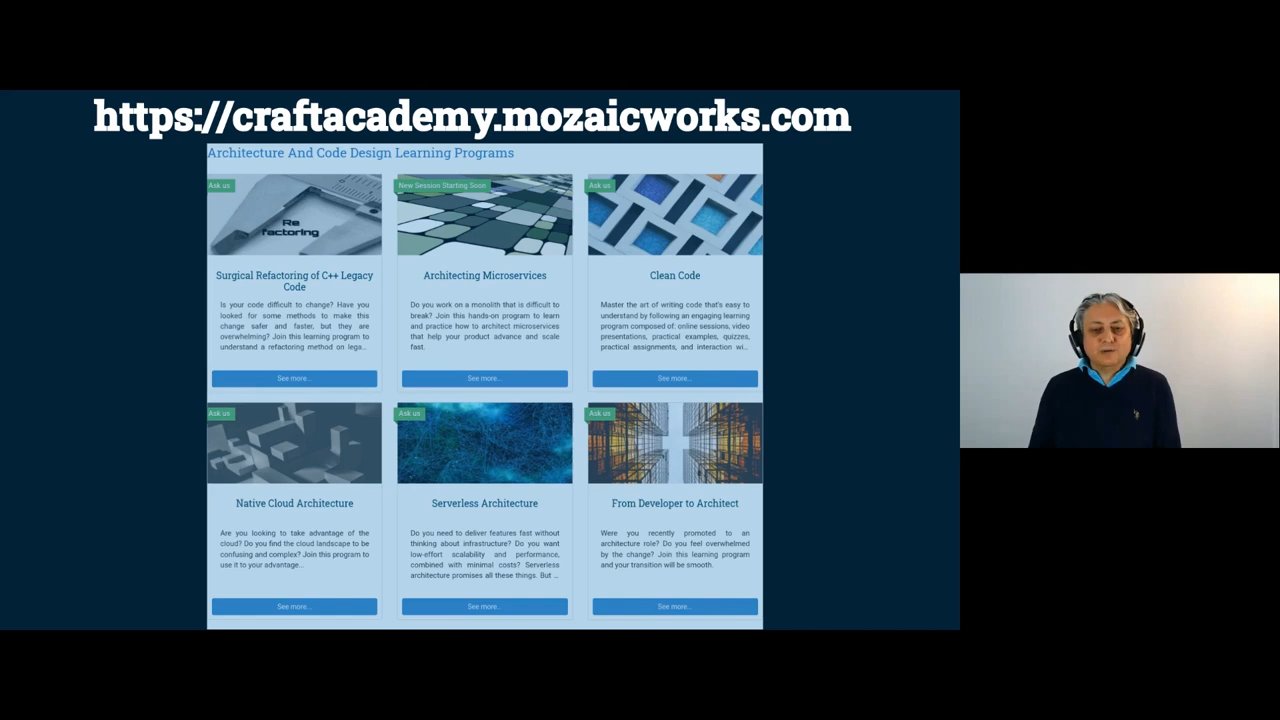 https://craftacademy.mozaicworks.com
Architecture And Code Design Learning Programs
Ask us
Re
factoring
Surgical Refactoring of C++ Legacy
Code
Is your code difficult to change? Have you
looked for some methods to make this
change safer and faster, but they are
overwhelming? Join this learning program to
understand a refactoring method on lega...
See more...
New Session Starting Soon
Architecting Microservices
Do you work on a monolith that is difficult to
break? Join this hands-on program to learn
and practice how to architect microservices
that help your product advance and scale
fast.
See more...
Ask us
Clean Code
Master the art of writing code that's easy to
understand by following an engaging learning
program composed of: online sessions, video
presentations, practical examples, quizzes,
practical assignments, and interaction wi...
See more...
Ask us
Native Cloud Architecture
Are you looking to take advantage of the
cloud? Do you find the cloud landscape to be
confusing and complex? Join this program to
use it to your advantage...
See more...
Ask us
Serverless Architecture
Do you need to deliver features fast without
thinking about infrastructure? Do you want
low-effort scalability and performance,
combined with minimal costs? Serverless
architecture promises all these things. But ...
See more...
Ask us
From Developer to Architect
Were you recently promoted to an
architecture role? Do you feel overwhelmed
by the change? Join this learning program
and your transition will be smooth.
See more...